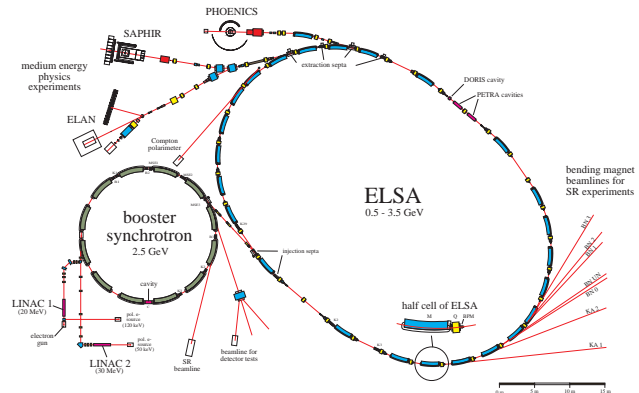 PHOENICS
SAPHIR
medium energy
physics
experiments
extraction septa
DORIS cavity
PETRA cavities
ELAN
Compton
polarimeter
bending magnet
beamlines for
SR experiments
ELSA
0.5 - 3.5 GeV
booster
synchrotron
2.5 GeV
injection septa
cavity
half cell of ELSA
M Q BPM
BN 3
BN 2
BN UN
BN 0
KA 2
KA 1
LINAC 1
(20 MeV)
electron
gun
pol. e-
source
(120 keV)
LINAC 2
(30 MeV)
pol. e-
source
(50 keV)
SR
beamline
beamline for
detector tests
0 m 5 m 10 m 15 m